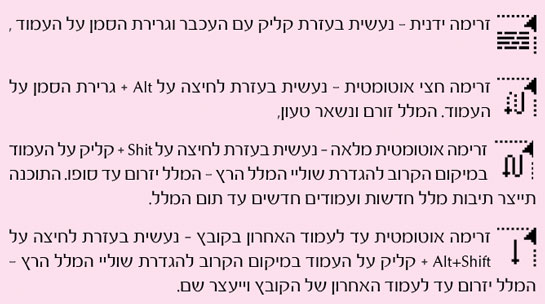 זרימה ידנית – נעשית בעזרת קליק עם העכבר וגרירת הסמן על העמוד ,
זרימה חצי אוטומטית – נעשית בעזרת לחיצה על Alt + גרירת הסמן על
העמוד. המלל זורם ונשאר טעון,
זרימה אוטומטית מלאה – נעשית בעזרת לחיצה על Shit + קליק על העמוד
במיקום הקרוב להגדרת שוליי המלל הרץ – המלל יזרום עד סופו. התוכנה
תייצר תיבות מלל חדשות ועמודים חדשים עד תום המלל.
זרימה אוטומטית עד לעמוד האחרון בקובץ – נעשית בעזרת לחיצה על
Alt+Shift + קליק על העמוד במיקום הקרוב להגדרת שוליי המלל הרץ –
המלל יזרום עד לעמוד האחרון של הקובץ וייעצר שם.